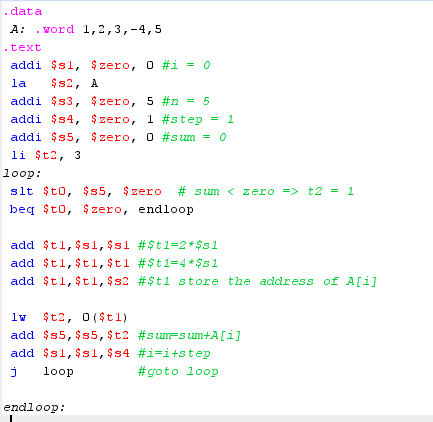 .data
A: .word 1,2,3,-4,5
.text
addi $s1, $zero, 0 #i = 0
la $s2, A
addi $s3, $zero, 5 #n = 5
addi $s4, $zero, 1 #step = 1
addi $s5, $zero, 0 #sum = 0
li $t2, 3
loop:
slt $t0, $s5, $zero # sum < zero => t2 = 1
beq $t0, $zero, endloop
add $t1,$s1,$s1 #$t1=2*$s1
add $t1,$t1,$t1 #$t1=4*$s1
add $t1,$t1,$s2 #$t1 store the address of A[i]
lw $t2, 0($t1)
add $s5,$s5,$t2 #sum=sum+A[i]
add $s1,$s1,$s4 #i=i+step
j loop #goto loop
endloop: